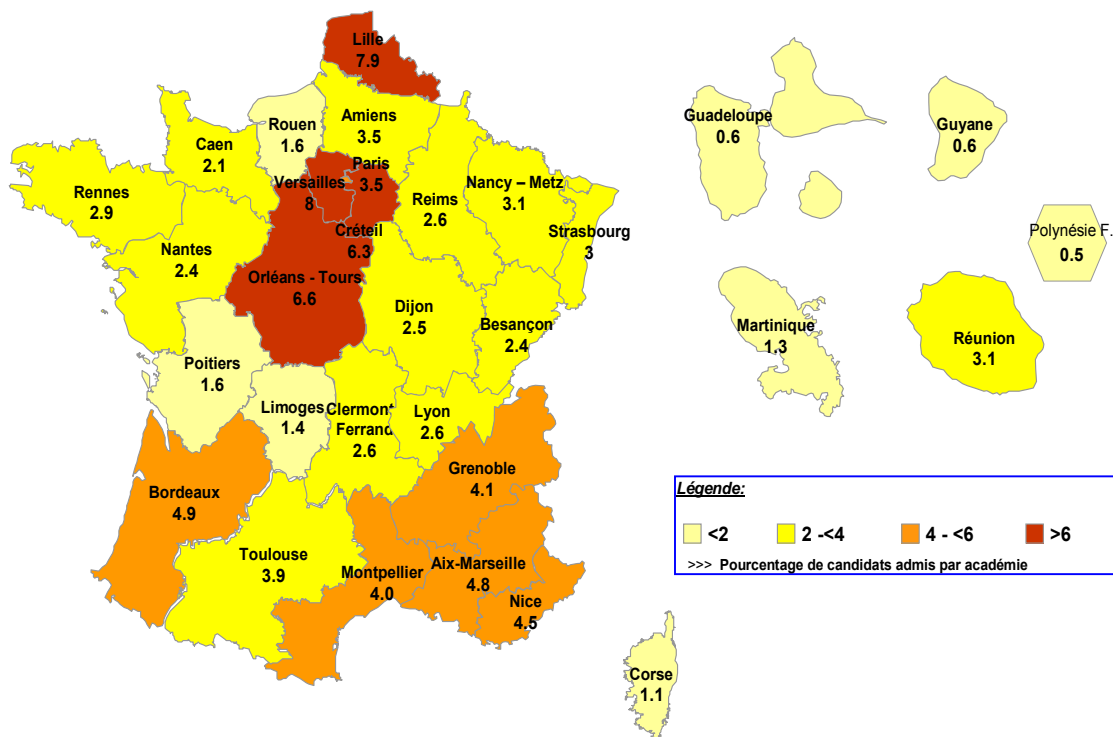 Lille
7.9
Rouen
1.6
Amiens
3.5
Caen
2.1
Paris
3.5
Versailles
8
Rennes
2.9
Reims
2.6
Nancy – Metz
3.1
Strasbourg
3
Nantes
2.4
Créteil
6.3
Orléans - Tours
6.6
Dijon
2.5
Besançon
2.4
Poitiers
1.6
Limoges
1.4
Clermont
Ferrand
2.6
Lyon
2.6
Grenoble
4.1
Bordeaux
4.9
Toulouse
3.9
Montpellier
4.0
Aix-Marseille
4.8
Nice
4.5
Corse
1.1
Guadeloupe
0.6
Guyane
0.6
Polynésie F.
0.5
Martinique
1.3
Réunion
3.1
Légende:
<2 2 -<4 4 - <6 >6
>>> Pourcentage de candidats admis par académie